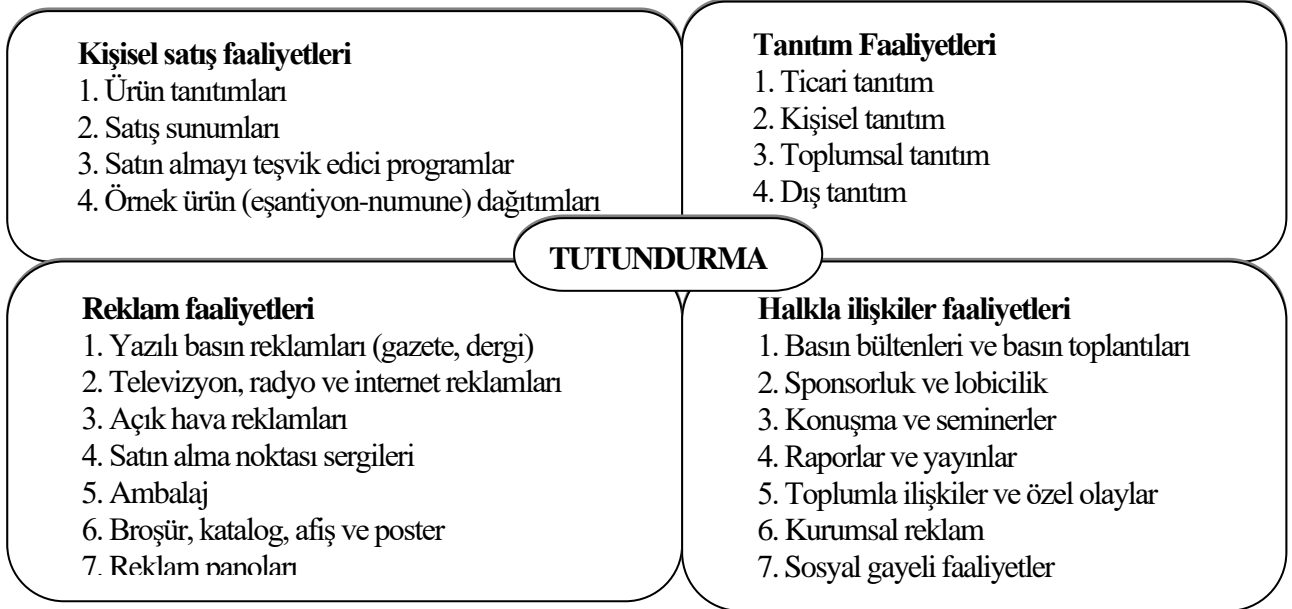 Kişisel satış faaliyetleri
1. Ürün tanıtımları
2. Satış sunumları
3. Satın almayı teşvik edici programlar
4. Örnek ürün (eşantiyon-numune) dağıtımları
Tanıtım Faaliyetleri
1. Ticari tanıtım
2. Kişisel tanıtım
3. Toplumsal tanıtım
4. Dış tanıtım
TUTUNDURMA
Reklam faaliyetleri
1. Yazılı basın reklamları (gazete, dergi)
2. Televizyon, radyo ve internet reklamları
3. Açık hava reklamları
4. Satın alma noktası sergileri
5. Ambalaj
6. Broşür, katalog, afiş ve poster
7. Reklam panoları
Halkla ilişkiler faaliyetleri
1. Basın bültenleri ve basın toplantıları
2. Sponsorluk ve lobicilik
3. Konuşma ve seminerler
4. Raporlar ve yayınlar
5. Toplumla ilişkiler ve özel olaylar
6. Kurumsal reklam
7. Sosyal gayeli faaliyetler